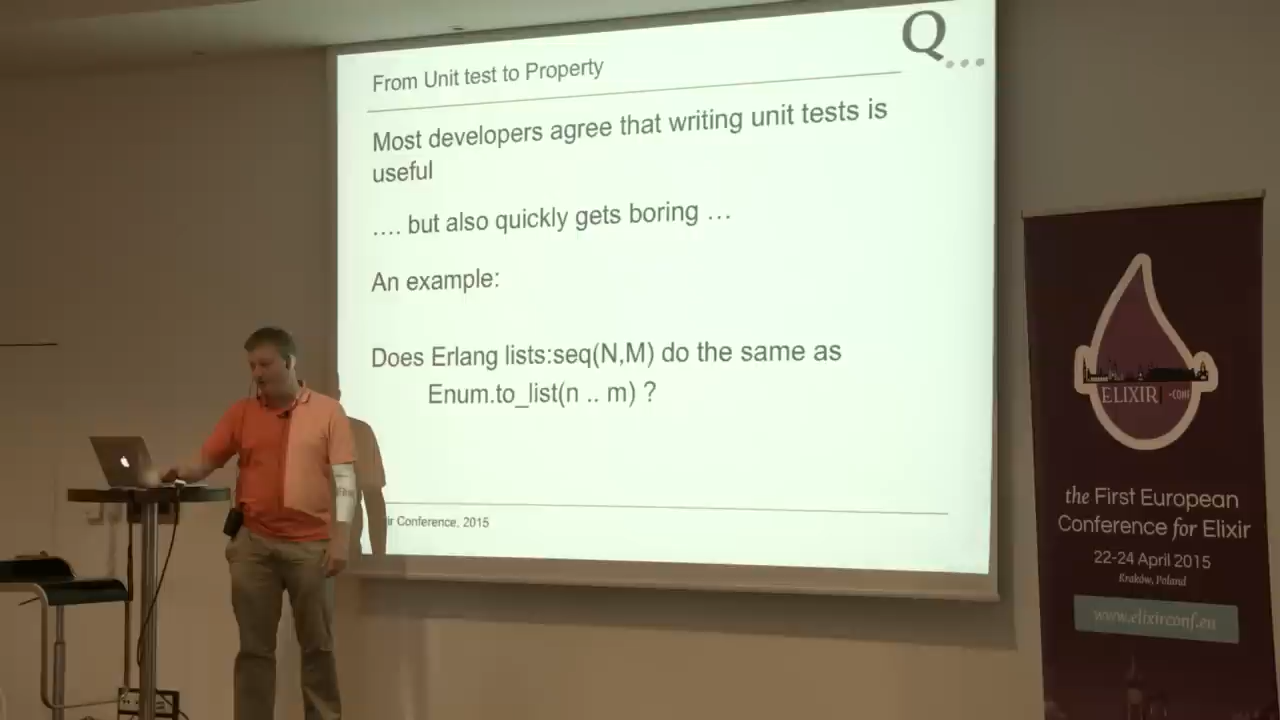 Q...
From Unit test to Property
Most developers agree that writing unit tests is
useful
.... but also quickly gets boring ...
An example:
Does Erlang lists:seq(N,M) do the same as
Enum.to_list(n .. m) ?
ir Conference, 2015
ELIXIR -CONF
the First European
Conference for Elixir
22-24 April 2015
Kraków, Poland
www.elixirconf.eu